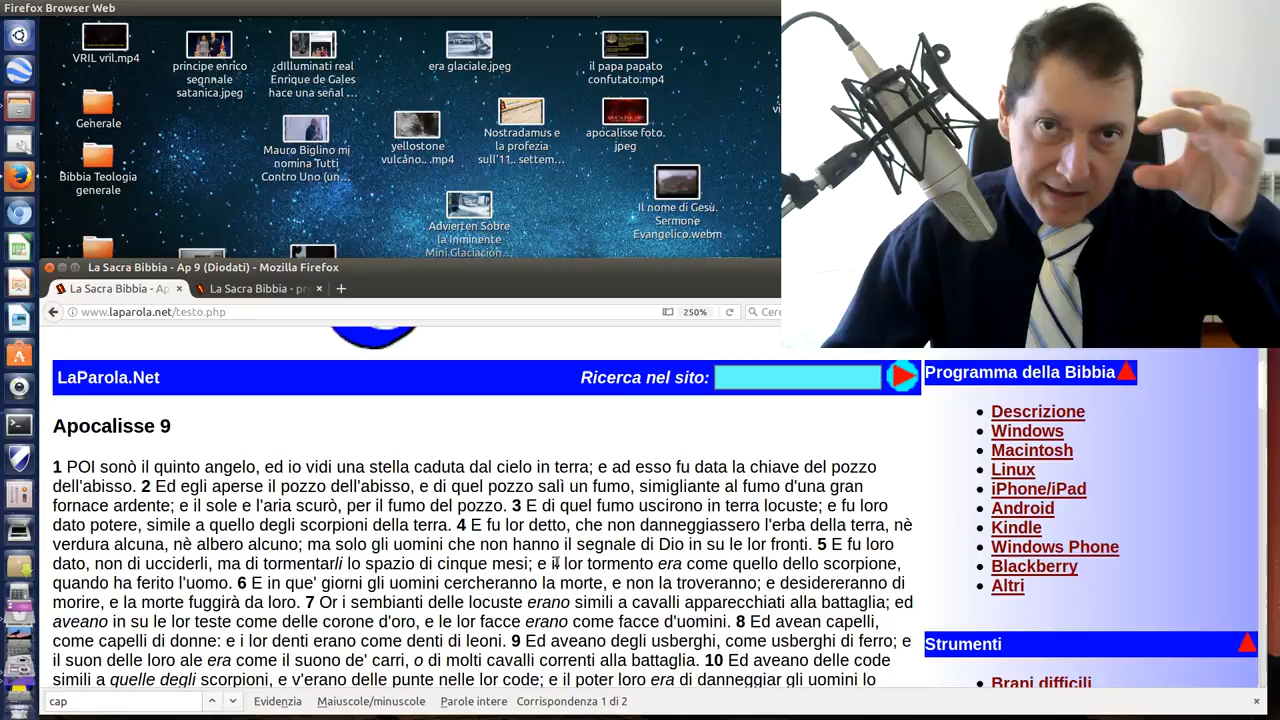 Firefox Browser Web
VRIL vril.mp4
principe enrico
segnnale
satanica.jpeg
¿dIlluminati real
Enrique de Gales
hace una señal ...
era glaciale.jpeg
il papa papato
confutato.mp4
Generale
Mauro Biglino mi
nomina Tutti
Contro Uno (un...
yellostone
vulcáno.. .mp4
Nostradamus e
la profezia
sull'11.. settem...
apocalisse foto.
jpeg
Bibbia Teologia
generale
Advierten Sobre
la Inminente
Mini Glaciación...
Il nome di Gesù.
Sermone
Evangelico.webm
La Sacra Bibbia - Ap 9 (Diodati) - Mozilla Firefox
La Sacra Bibbia - Ap
La Sacra Bibbia - pr
www.laparola.net/testo.php
250%
Cer
LaParola.Net
Ricerca nel sito:
Apocalisse 9
1 POI sonò il quinto angelo, ed io vidi una stella caduta dal cielo in terra; e ad esso fu data la chiave del pozzo
dell'abisso. 2 Ed egli aperse il pozzo dell'abisso, e di quel pozzo salì un fumo, simigliante al fumo d'una gran
fornace ardente; e il sole e l'aria scurò, per il fumo del pozzo. 3 E di quel fumo uscirono in terra locuste; e fu loro
dato potere, simile a quello degli scorpioni della terra. 4 E fu lor detto, che non danneggiassero l'erba della terra, nè
verdura alcuna, nè albero alcuno; ma solo gli uomini che non hanno il segnale di Dio in su le lor fronti. 5 E fu loro
dato, non di ucciderli, ma di tormentarli lo spazio di cinque mesi; e il lor tormento era come quello dello scorpione,
quando ha ferito l'uomo. 6 E in que' giorni gli uomini cercheranno la morte, e non la troveranno; e desidereranno di
morire, e la morte fuggirà da loro. 7 Or i sembianti delle locuste erano simili a cavalli apparecchiati alla battaglia; ed
aveano in su le lor teste come delle corone d'oro, e le lor facce erano come facce d'uomini. 8 Ed avean capelli,
come capelli di donne: e i lor denti erano come denti di leoni. 9 Ed aveano degli usberghi, come usberghi di ferro; e
il suon delle loro ale era come il suono de' carri, o di molti cavalli correnti alla battaglia. 10 Ed aveano delle code
simili a quelle degli scorpioni, e v'erano delle punte nelle lor code; e il poter loro era di danneggiar gli uomini lo
Programma della Bibbia
Descrizione
Windows
Macintosh
Linux
iPhone/iPad
Android
Kindle
Windows Phone
Blackberry
Altri
Strumenti
Brani difficili
cap
Evidenzia
Maiuscole/minuscole
Parole intere
Corrispondenza 1 di 2